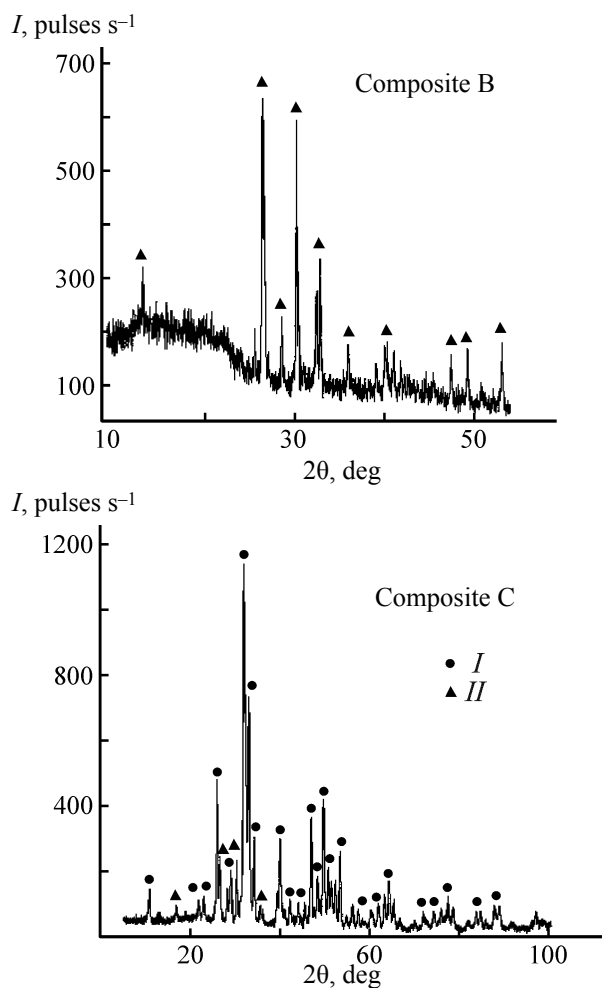 I, pulses s⁻¹
700
Composite B
500
300
100
10 30 50
2θ, deg
I, pulses s⁻¹
1200
Composite C
I
800
II
400
20 60 100
2θ, deg